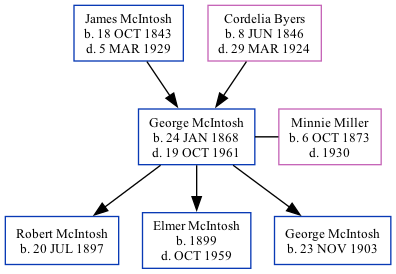 James McIntosh
b. 18 OCT 1843
d. 5 MAR 1929
Cordelia Byers
b. 8 JUN 1846
d. 29 MAR 1924
George McIntosh
b. 24 JAN 1868
d. 19 OCT 1961
Minnie Miller
b. 6 OCT 1873
d. 1930
Robert McIntosh
b. 20 JUL 1897
Elmer McIntosh
b. 1899
d. OCT 1959
George McIntosh
b. 23 NOV 1903